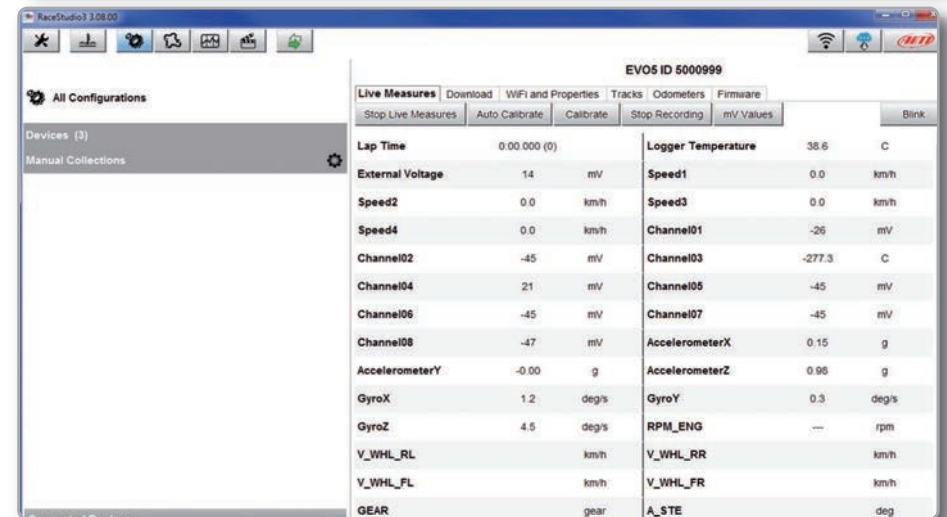 RaceStudio3 3.08.00
AIM
EVO5 ID 5000999
All Configurations
Live Measures Download WiFi and Properties Tracks Odometers Firmware
Stop Live Measures Auto Calibrate Calibrate Stop Recording mV Values Blink
Devices (3)
Manual Collections
Lap Time 0:00.000 (0) Logger Temperature 38.6 C
External Voltage 14 mV Speed1 0.0 km/h
Speed2 0.0 km/h Speed3 0.0 km/h
Speed4 0.0 km/h Channel01 -26 mV
Channel02 -45 mV Channel03 -277.3 C
Channel04 21 mV Channel05 -45 mV
Channel06 -45 mV Channel07 -45 mV
Channel08 -47 mV AccelerometerX 0.15 g
AccelerometerY -0.00 g AccelerometerZ 0.98 g
GyroX 1.2 deg/s GyroY 0.3 deg/s
GyroZ 4.5 deg/s RPM_ENG --- rpm
V_WHL_RL km/h V_WHL_RR km/h
V_WHL_FL km/h V_WHL_FR km/h
GEAR gear A_STE deg